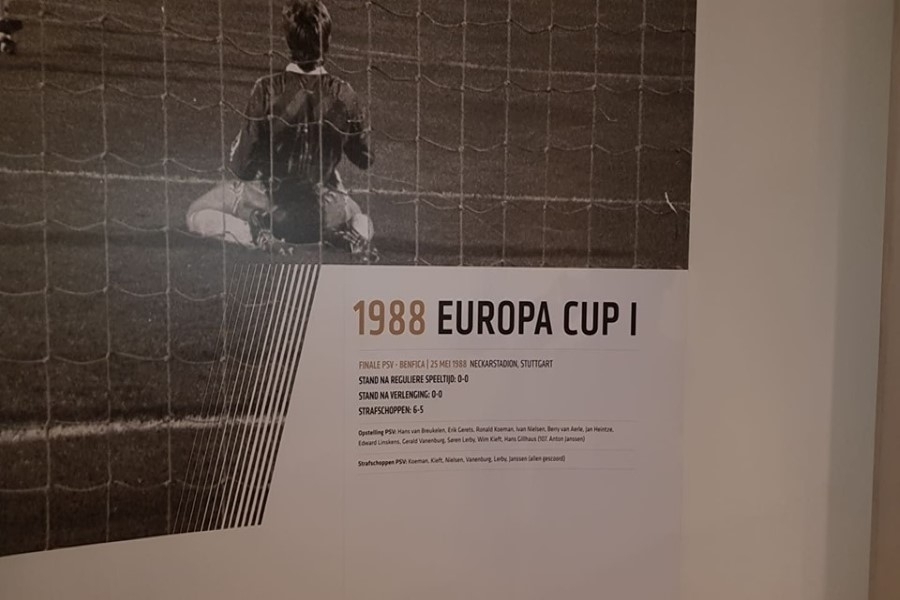 1988 EUROPA CUP I
FINALE PSV - BENFICA | 25 MEI 1988 NECKARSTADION, STUTTGART
STAND NA REGULIERE SPEELTIJD: 0-0
STAND NA VERLENGING: 0-0
STRAFSCHOPPEN: 6-5
Opstelling PSV: Hans van Breukelen, Erik Gerets, Ronald Koeman, Ivan Nielsen, Berry van Aerle, Jan Heintze,
Edward Linskens, Gerald Vanenburg, Søren Lerby, Wim Kieft, Hans Gillhaus (107. Anton Janssen)
Strafschoppen PSV: Koeman, Kieft, Nielsen, Vanenburg, Lerby, Janssen (allen gescoord)